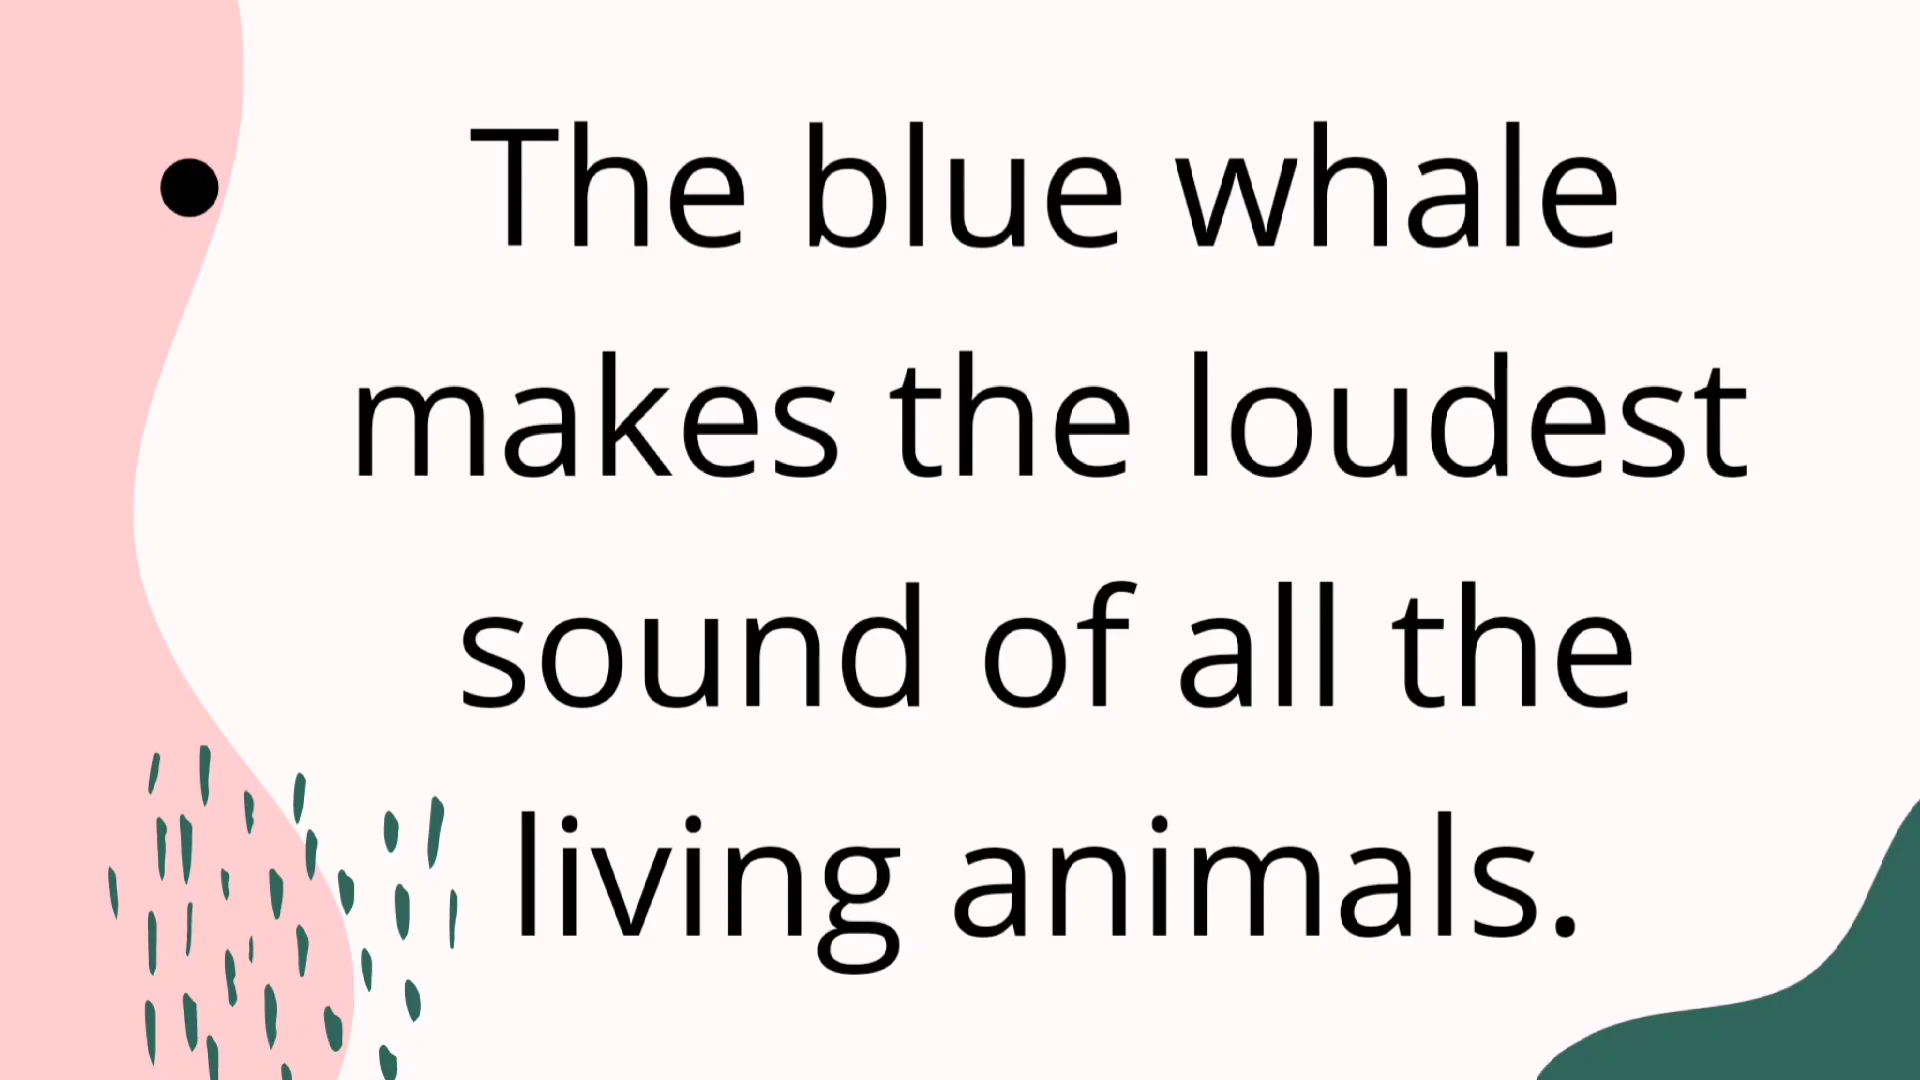 • The blue whale
makes the loudest
sound of all the
living animals.